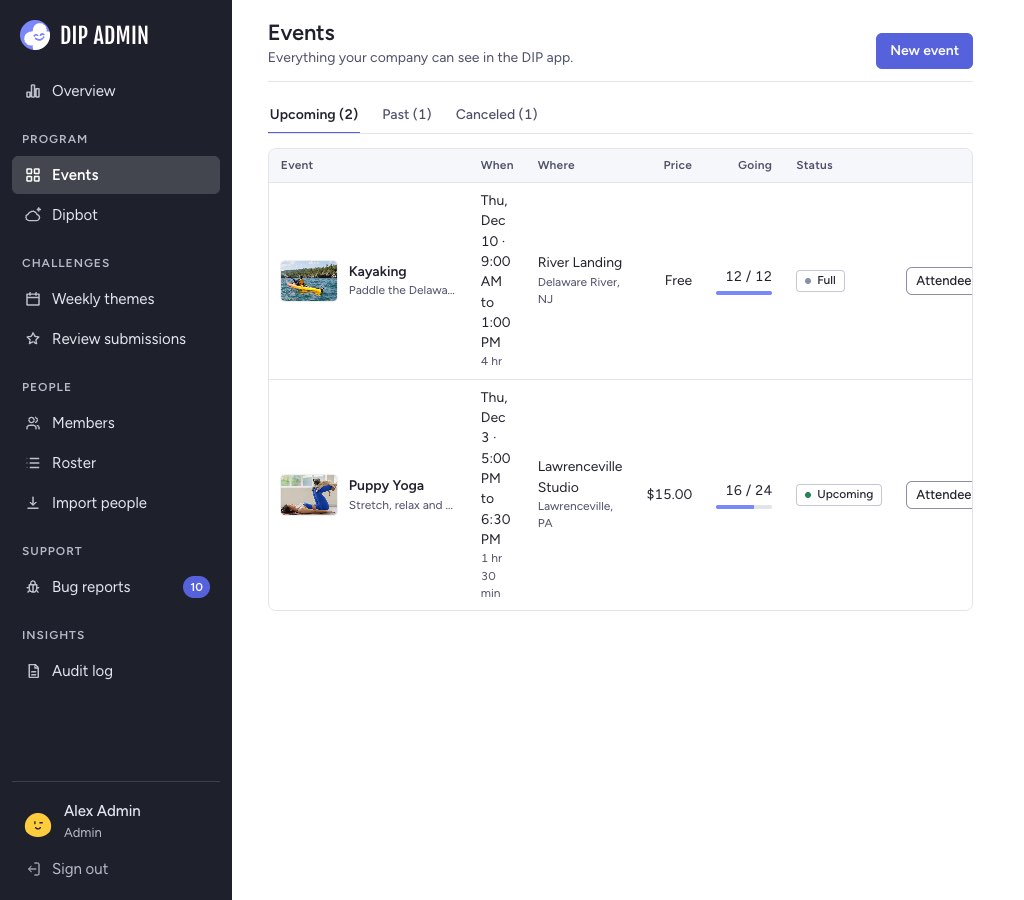 DIP ADMIN
Overview
PROGRAM
Events
Dipbot
CHALLENGES
Weekly themes
Review submissions
PEOPLE
Members
Roster
Import people
SUPPORT
Bug reports 10
INSIGHTS
Audit log
Alex Admin
Admin
Sign out
Events
Everything your company can see in the DIP app.
New event
Upcoming (2) Past (1) Canceled (1)
Event When Where Price Going Status
Kayaking
Paddle the Delawa...
Thu,
Dec
10 ·
9:00
AM
to
1:00
PM
4 hr
River Landing
Delaware River,
NJ
Free
12 / 12
Full
Attendee
Puppy Yoga
Stretch, relax and ...
Thu,
Dec
3 ·
5:00
PM
to
6:30
PM
1 hr
30
min
Lawrenceville
Studio
Lawrenceville,
PA
$15.00
16 / 24
Upcoming
Attendee